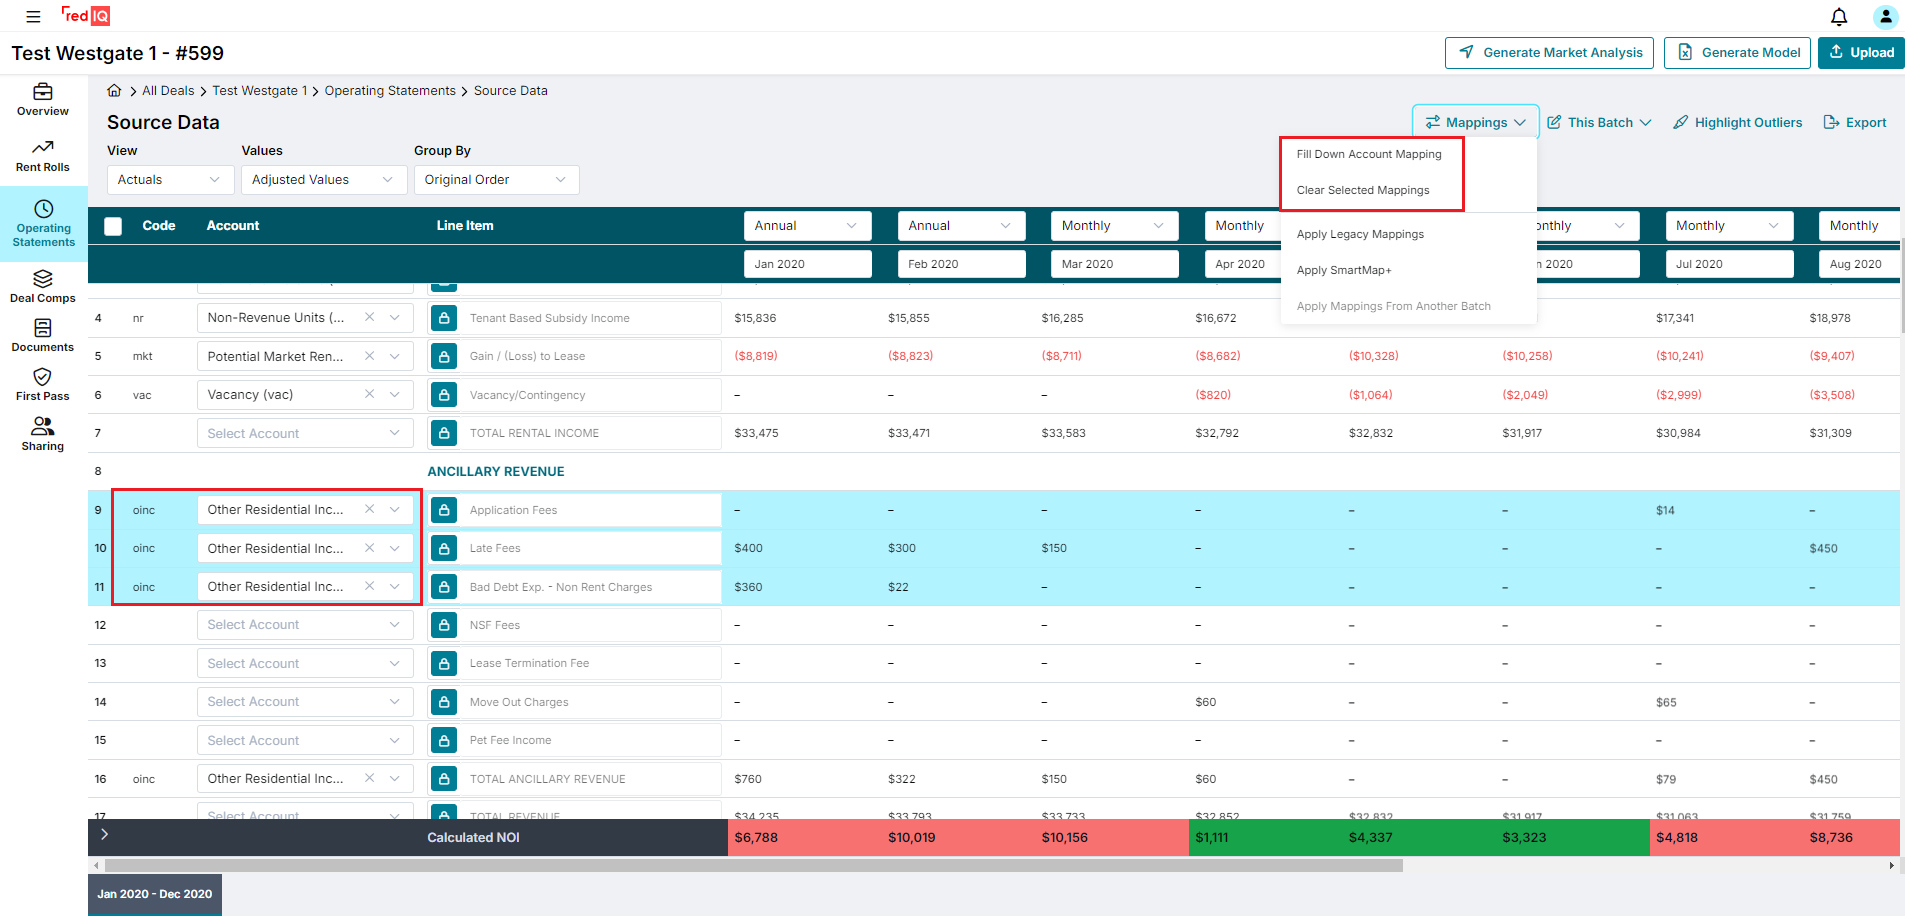 red IQ
Test Westgate 1 - #599
Generate Market Analysis
Generate Model
Upload
Overview
Rent Rolls
Operating
Statements
Deal Comps
Documents
First Pass
Sharing
All Deals > Test Westgate 1 > Operating Statements > Source Data
Source Data
Mappings
This Batch
Highlight Outliers
Export
View Values Group By
Actuals Adjusted Values Original Order
Fill Down Account Mapping
Clear Selected Mappings
Apply Legacy Mappings
Apply SmartMap+
Apply Mappings From Another Batch
Code Account Line Item Annual Annual Monthly Monthly Monthly Monthly
Jan 2020 Feb 2020 Mar 2020 Apr 2020 2020 Jul 2020 Aug 2020
4 nr Non-Revenue Units (... Tenant Based Subsidy Income $15,836 $15,855 $16,285 $16,672 $17,341 $18,978
5 mkt Potential Market Ren... Gain / (Loss) to Lease ($8,819) ($8,823) ($8,711) ($8,682) ($10,328) ($10,258) ($10,241) ($9,407)
6 vac Vacancy (vac) Vacancy/Contingency – – – ($820) ($1,064) ($2,049) ($2,999) ($3,508)
7 Select Account TOTAL RENTAL INCOME $33,475 $33,471 $33,583 $32,792 $32,832 $31,917 $30,984 $31,309
8 ANCILLARY REVENUE
9 oinc Other Residential Inc... Application Fees – – – – – – $14 –
10 oinc Other Residential Inc... Late Fees $400 $300 $150 – – – – $450
11 oinc Other Residential Inc... Bad Debt Exp. - Non Rent Charges $360 $22 – – – – – –
12 Select Account NSF Fees – – – – – – – –
13 Select Account Lease Termination Fee – – – – – – – –
14 Select Account Move Out Charges – – – $60 – – $65 –
15 Select Account Pet Fee Income – – – – – – – –
16 oinc Other Residential Inc... TOTAL ANCILLARY REVENUE $760 $322 $150 $60 – – $79 $450
17 Select Account TOTAL REVENUE $34,235 $33,793 $33,733 $32,852 $32,832 $31,917 $31,063 $31,759
Calculated NOI $6,788 $10,019 $10,156 $1,111 $4,337 $3,323 $4,818 $8,736
Jan 2020 - Dec 2020